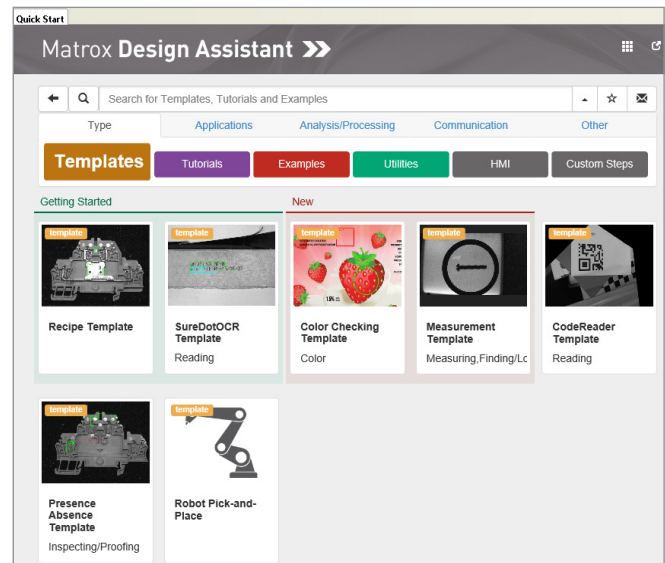 Quick Start
Matrox Design Assistant
Search for Templates, Tutorials and Examples
Type Applications Analysis/Processing Communication Other
Templates Tutorials Examples Utilities HMI Custom Steps
Getting Started New
template template template template template
Recipe Template
SureDotOCR
Template
Reading
Color Checking
Template
Color
Measurement
Template
Measuring,Finding/Lo
CodeReader
Template
Reading
template template
Presence
Absence
Template
Inspecting/Proofing
Robot Pick-and-
Place